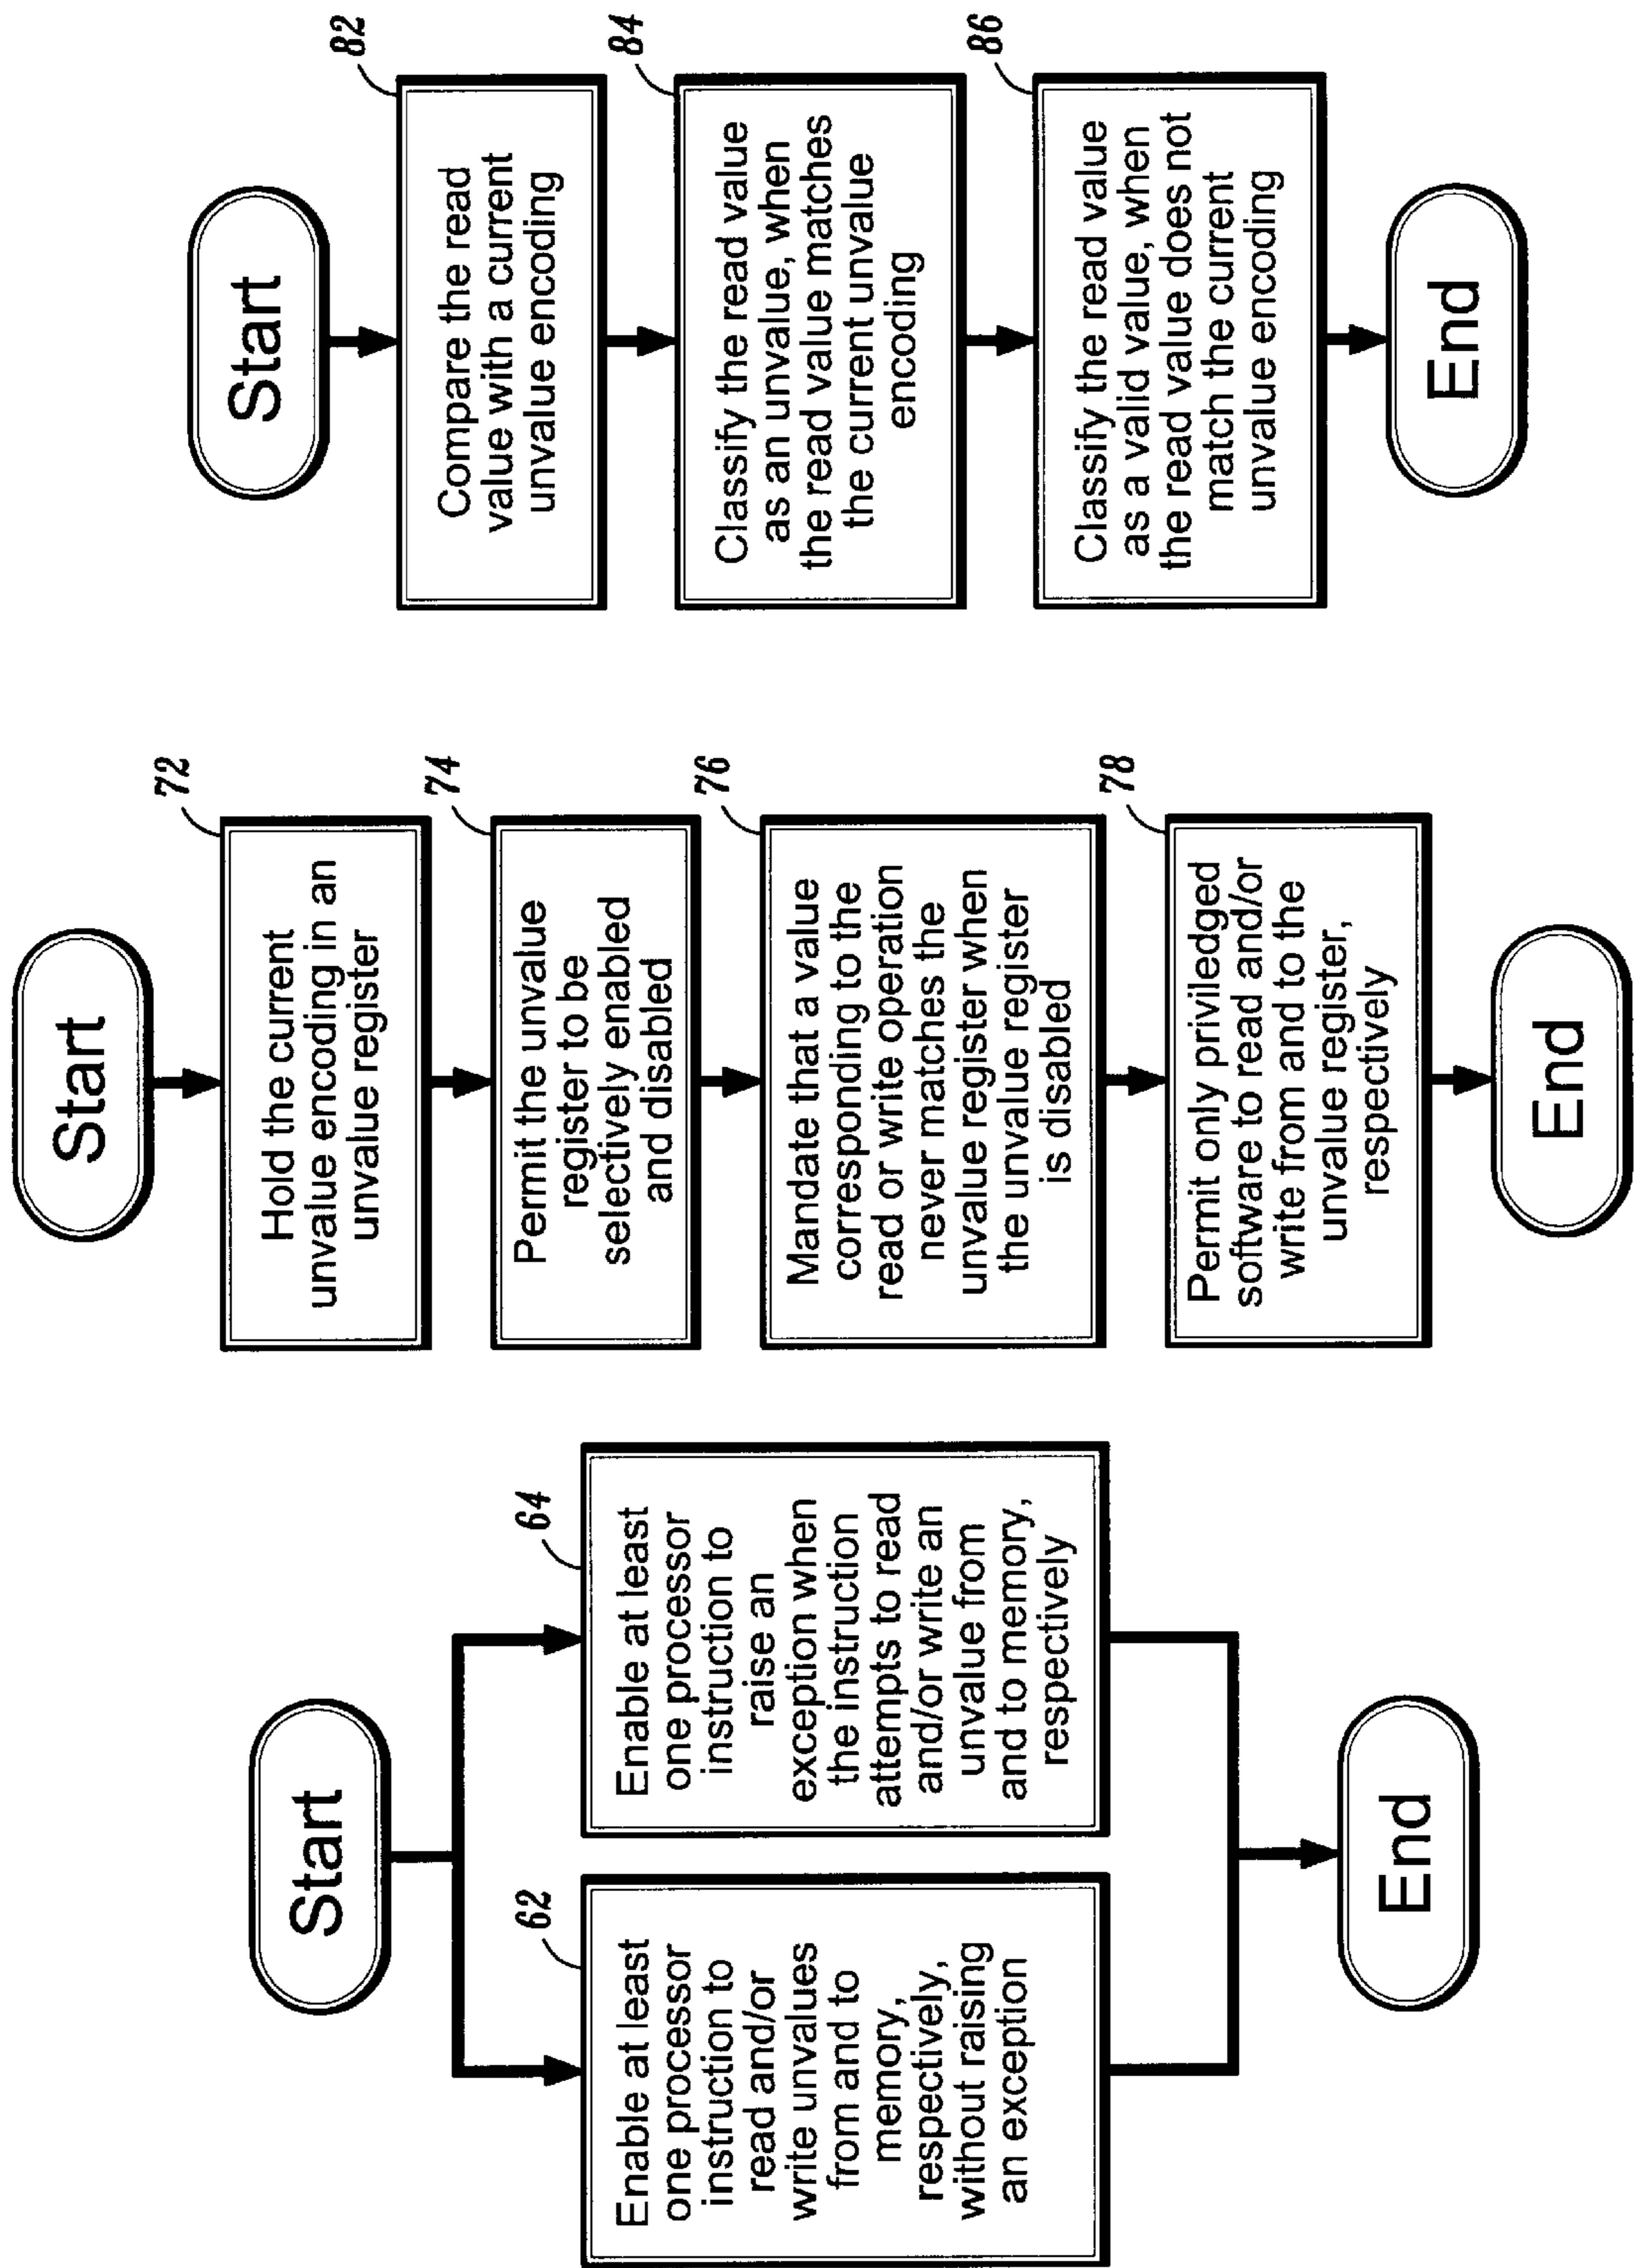 Start
62
Enable at least
one processor
instruction to
read and/or
write unvalues
from and to
memory,
respectively,
without raising
an exception
64
Enable at least
one processor
instruction to
raise an
exception when
the instruction
attempts to read
and/or write an
unvalue from
and to memory,
respectively
End
Start
72
Hold the current
unvalue encoding in an
unvalue register
74
Permit the unvalue
register to be
selectively enabled
and disabled
76
Mandate that a value
corresponding to the
read or write operation
never matches the
unvalue register when
the unvalue register
is disabled
78
Permit only priviledged
software to read and/or
write from and to the
unvalue register,
respectively
End
Start
82
Compare the read
value with a current
unvalue encoding
84
Classify the read value
as an unvalue, when
the read value matches
the current unvalue
encoding
86
Classify the read value
as a valid value, when
the read value does not
match the current
unvalue encoding
End